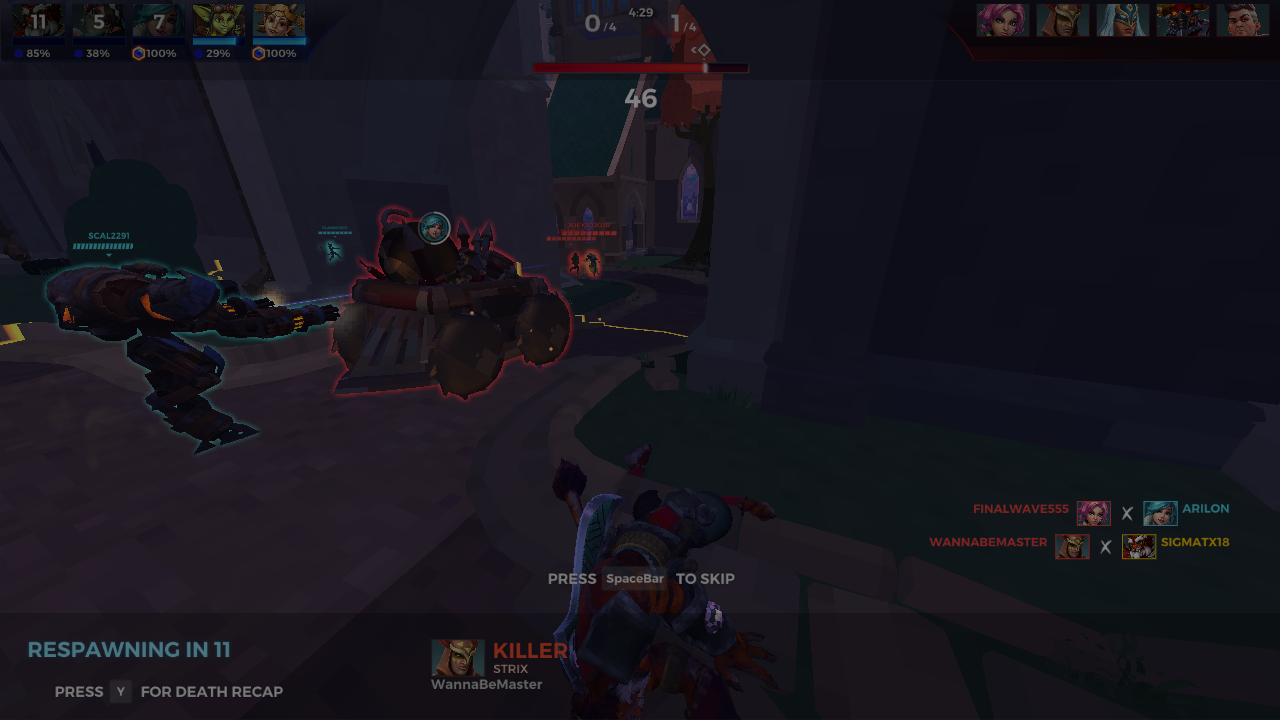 11 5 7
85% 38% 100% 29% 100%
0/4 4:29 1/4
46
SCAL2291
FINALWAVE555 X ARILON
WANNABEMASTER X SIGMATX18
PRESS SpaceBar TO SKIP
RESPAWNING IN 11
PRESS Y FOR DEATH RECAP
KILLER
STRIX
WannaBeMaster